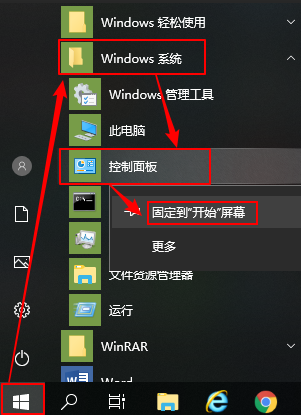 Windows 轻松使用
Windows 系统
Windows 管理工具
此电脑
控制面板
固定到"开始"屏幕
更多
文件资源管理器
运行
WinRAR
Word